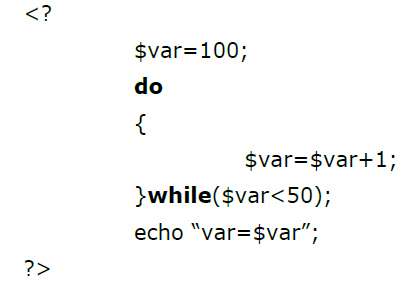 <?
$var=100;
do
{
$var=$var+1;
}while($var<50);
echo “var=$var”;
?>